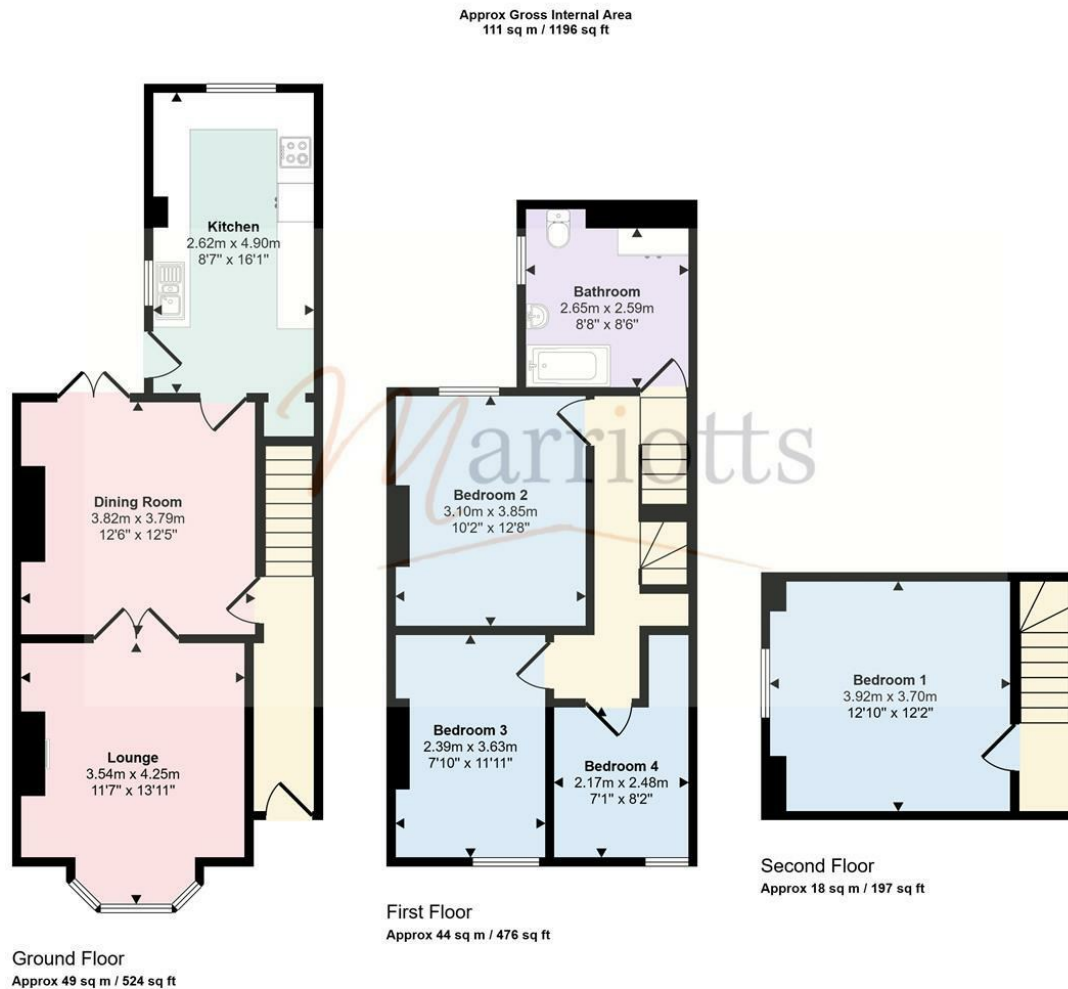 Approx Gross Internal Area
111 sq m / 1196 sq ft
Kitchen
2.62m x 4.90m
8'7" x 16'1"
Dining Room
3.82m x 3.79m
12'6" x 12'5"
Lounge
3.54m x 4.25m
11'7" x 13'11"
Ground Floor
Approx 49 sq m / 524 sq ft
Bathroom
2.65m x 2.59m
8'8" x 8'6"
Bedroom 2
3.10m x 3.85m
10'2" x 12'8"
Bedroom 3
2.39m x 3.63m
7'10" x 11'11"
Bedroom 4
2.17m x 2.48m
7'1" x 8'2"
First Floor
Approx 44 sq m / 476 sq ft
Bedroom 1
3.92m x 3.70m
12'10" x 12'2"
Second Floor
Approx 18 sq m / 197 sq ft
Marriotts